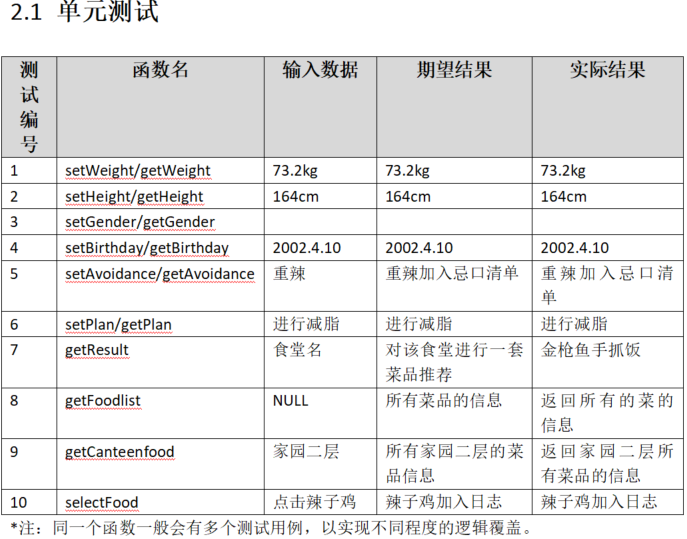 2.1 单元测试
测试编号 函数名 输入数据 期望结果 实际结果
1 setWeight/getWeight 73.2kg 73.2kg 73.2kg
2 setHeight/getHeight 164cm 164cm 164cm
3 setGender/getGender
4 setBirthday/getBirthday 2002.4.10 2002.4.10 2002.4.10
5 setAvoidance/getAvoidance 重辣 重辣加入忌口清单 重辣加入忌口清单
6 setPlan/getPlan 进行减脂 进行减脂 进行减脂
7 getResult 食堂名 对该食堂进行一套菜品推荐 金枪鱼手抓饭
8 getFoodlist NULL 所有菜品的信息 返回所有的菜的信息
9 getCanteenfood 家园二层 所有家园二层的菜品信息 返回家园二层所有菜品的信息
10 selectFood 点击辣子鸡 辣子鸡加入日志 辣子鸡加入日志
*注：同一个函数一般会有多个测试用例，以实现不同程度的逻辑覆盖。